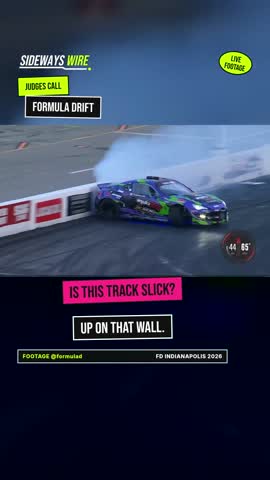 SIDEWAYS WIRE.
LIVE
FOOTAGE
JUDGES CALL
FORMULA DRIFT
44 65°
IS THIS TRACK SLICK?
UP ON THAT WALL.
FOOTAGE @formulad FD INDIANAPOLIS 2026